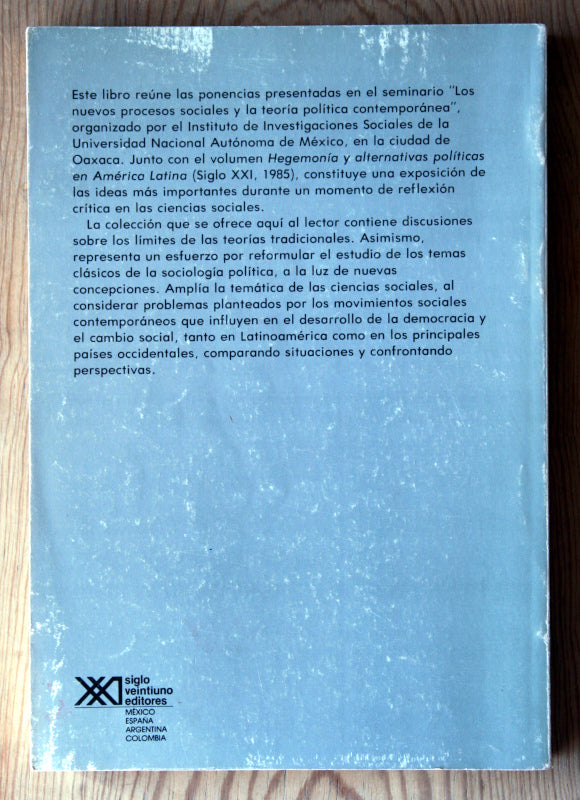 Este libro reúne las ponencias presentadas en el seminario "Los
nuevos procesos sociales y la teoría política contemporánea",
organizado por el Instituto de Investigaciones Sociales de la
Universidad Nacional Autónoma de México, en la ciudad de
Oaxaca. Junto con el volumen Hegemonía y alternativas políticas
en América Latina (Siglo XXI, 1985), constituye una exposición de
las ideas más importantes durante un momento de reflexión
crítica en las ciencias sociales.
La colección que se ofrece aquí al lector contiene discusiones
sobre los límites de las teorías tradicionales. Asimismo,
representa un esfuerzo por reformular el estudio de los temas
clásicos de la sociología política, a la luz de nuevas
concepciones. Amplía la temática de las ciencias sociales, al
considerar problemas planteados por los movimientos sociales
contemporáneos que influyen en el desarrollo de la democracia y
el cambio social, tanto en Latinoamérica como en los principales
países occidentales, comparando situaciones y confrontando
perspectivas.
XXI
siglo
veintiuno
editores
MÉXICO
ESPAÑA
ARGENTINA
COLOMBIA